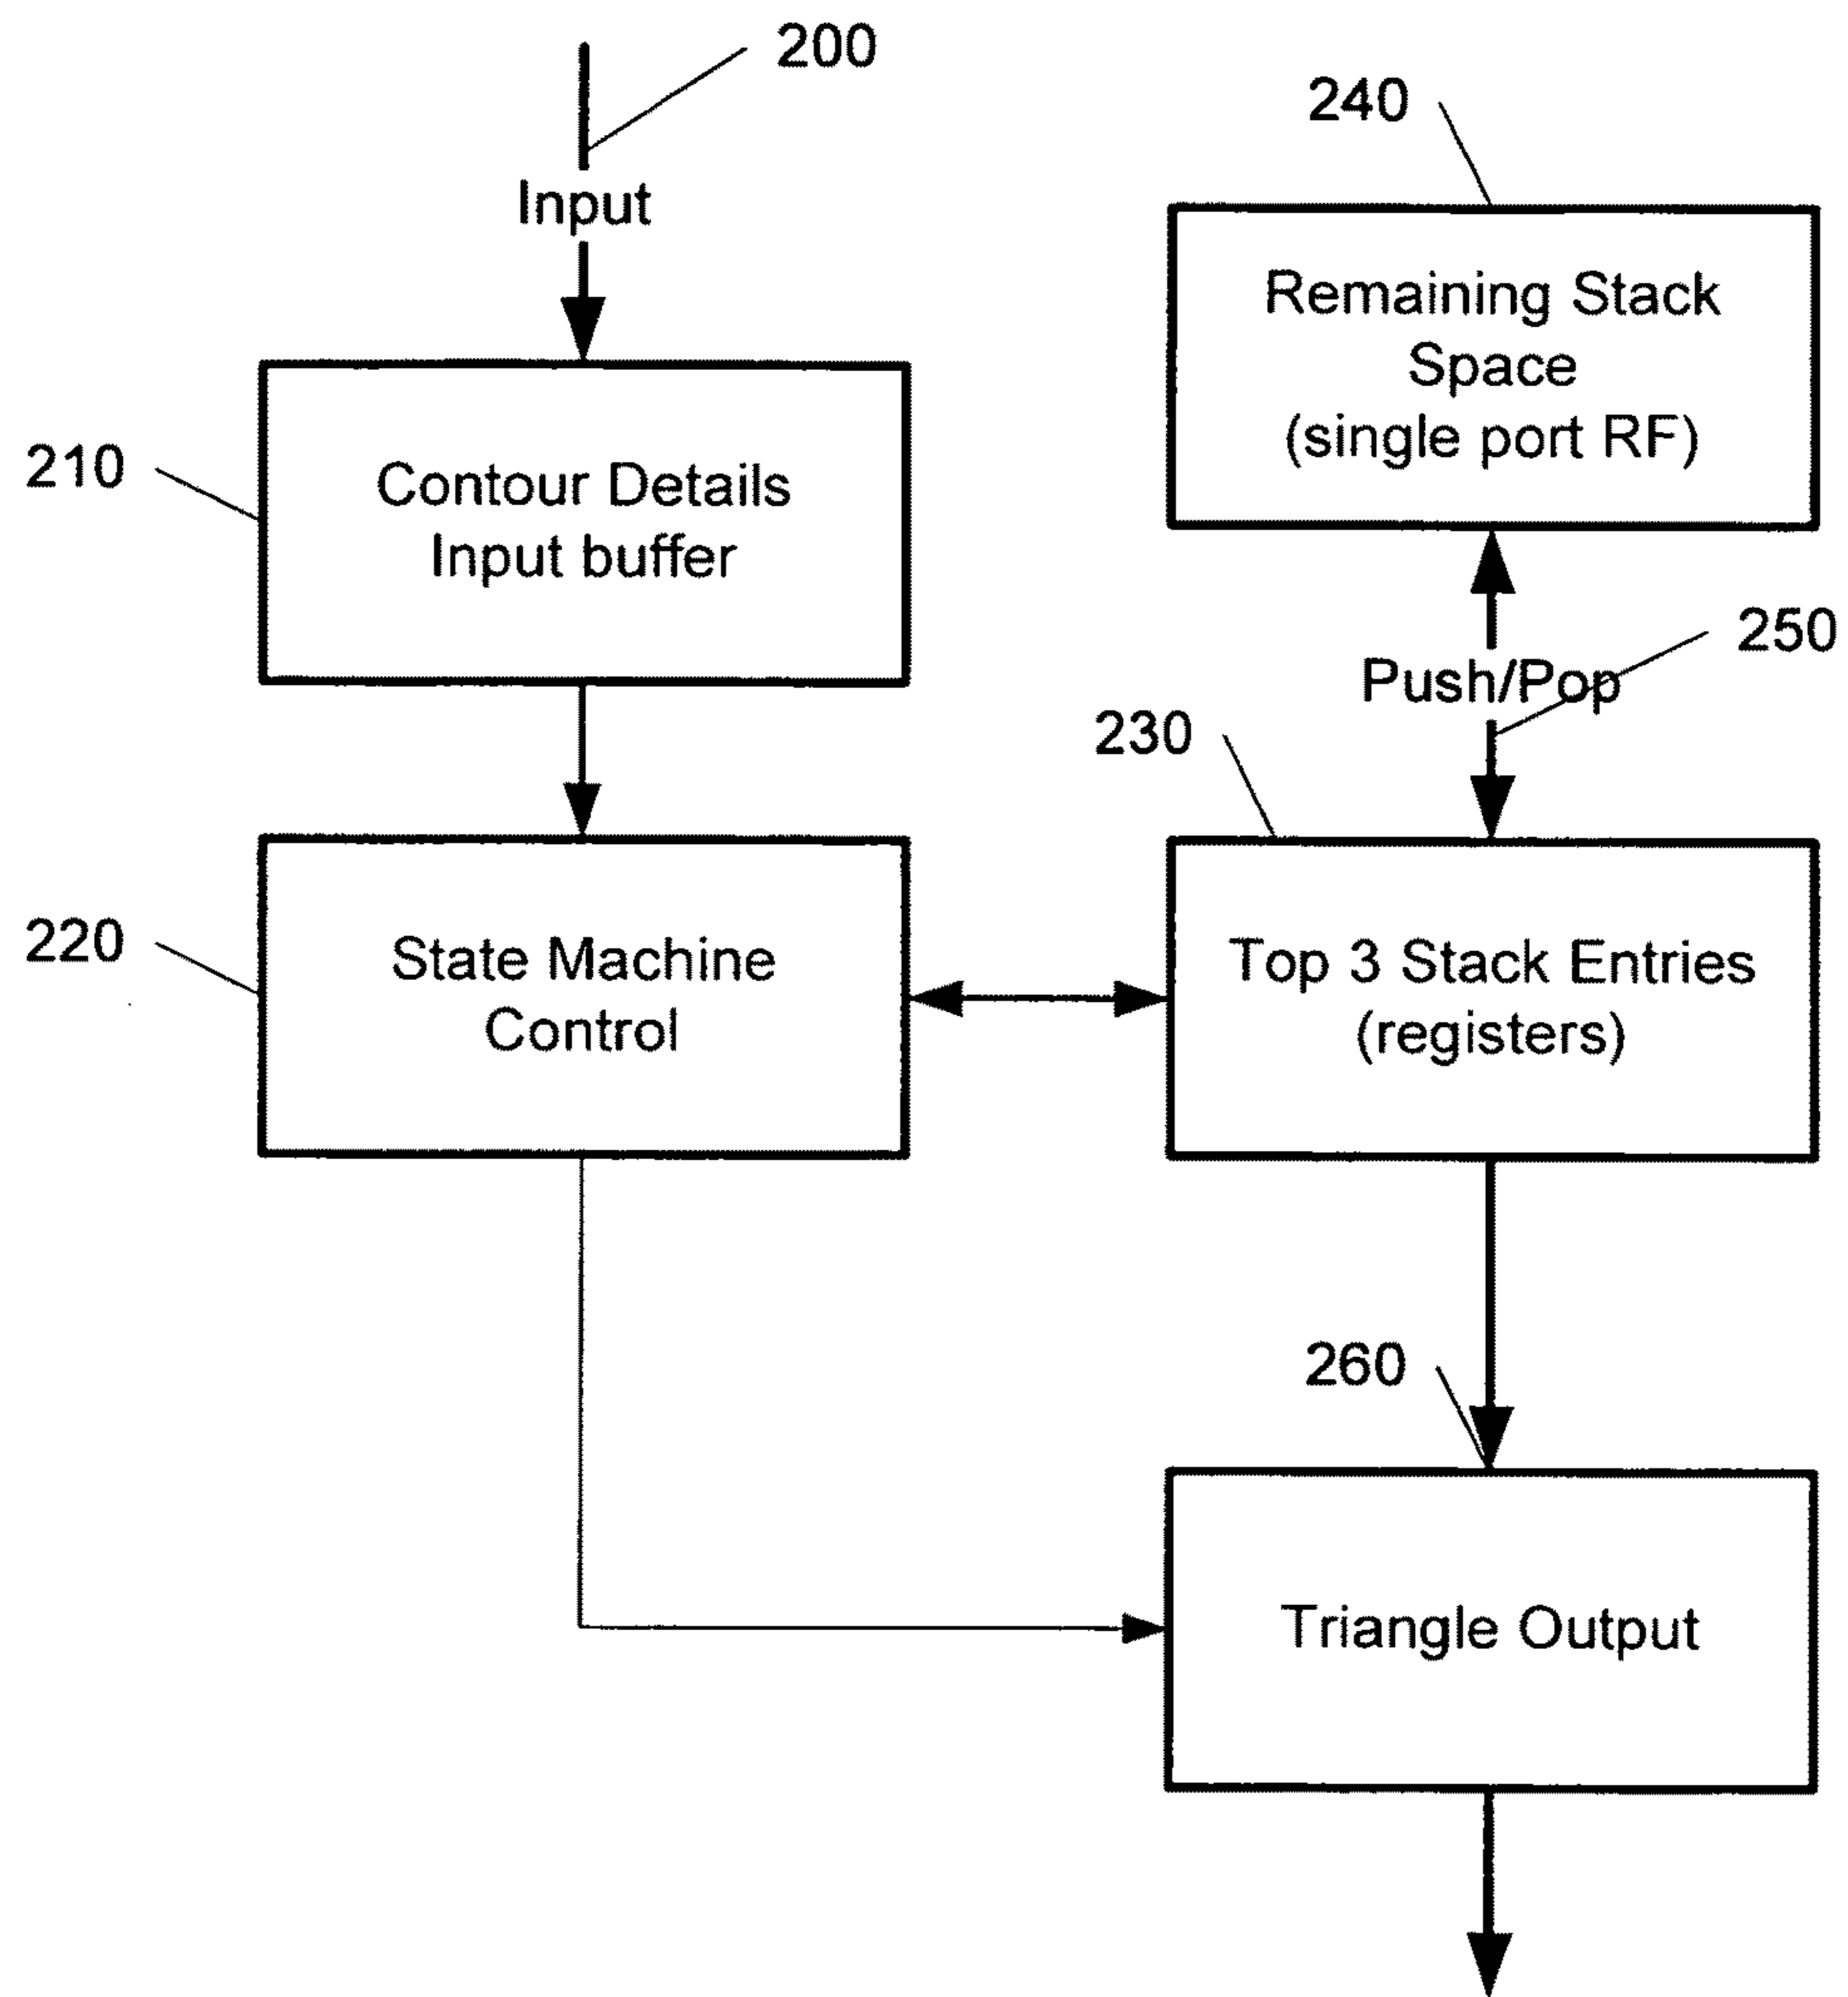 200
Input
240
Remaining Stack
Space
(single port RF)
210
Contour Details
Input buffer
250
Push/Pop
230
220
State Machine
Control
Top 3 Stack Entries
(registers)
260
Triangle Output